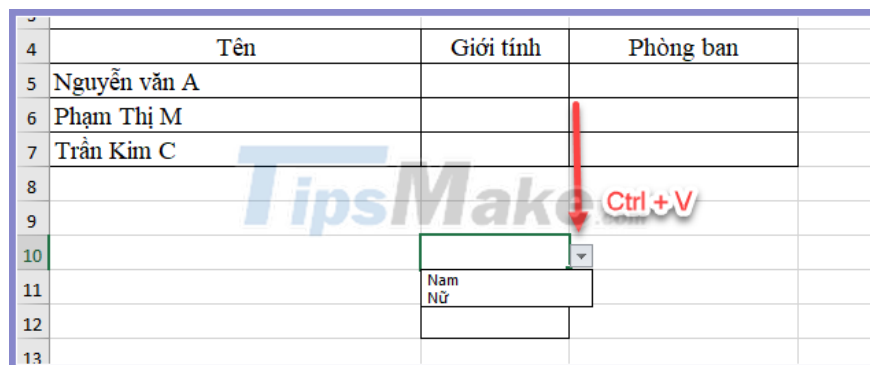 3
4 Tên Giới tính Phòng ban
5 Nguyễn văn A
6 Phạm Thị M
7 Trần Kim C
8
TipsMake.com
Ctrl + V
9
10
11 Nam
Nữ
12
13